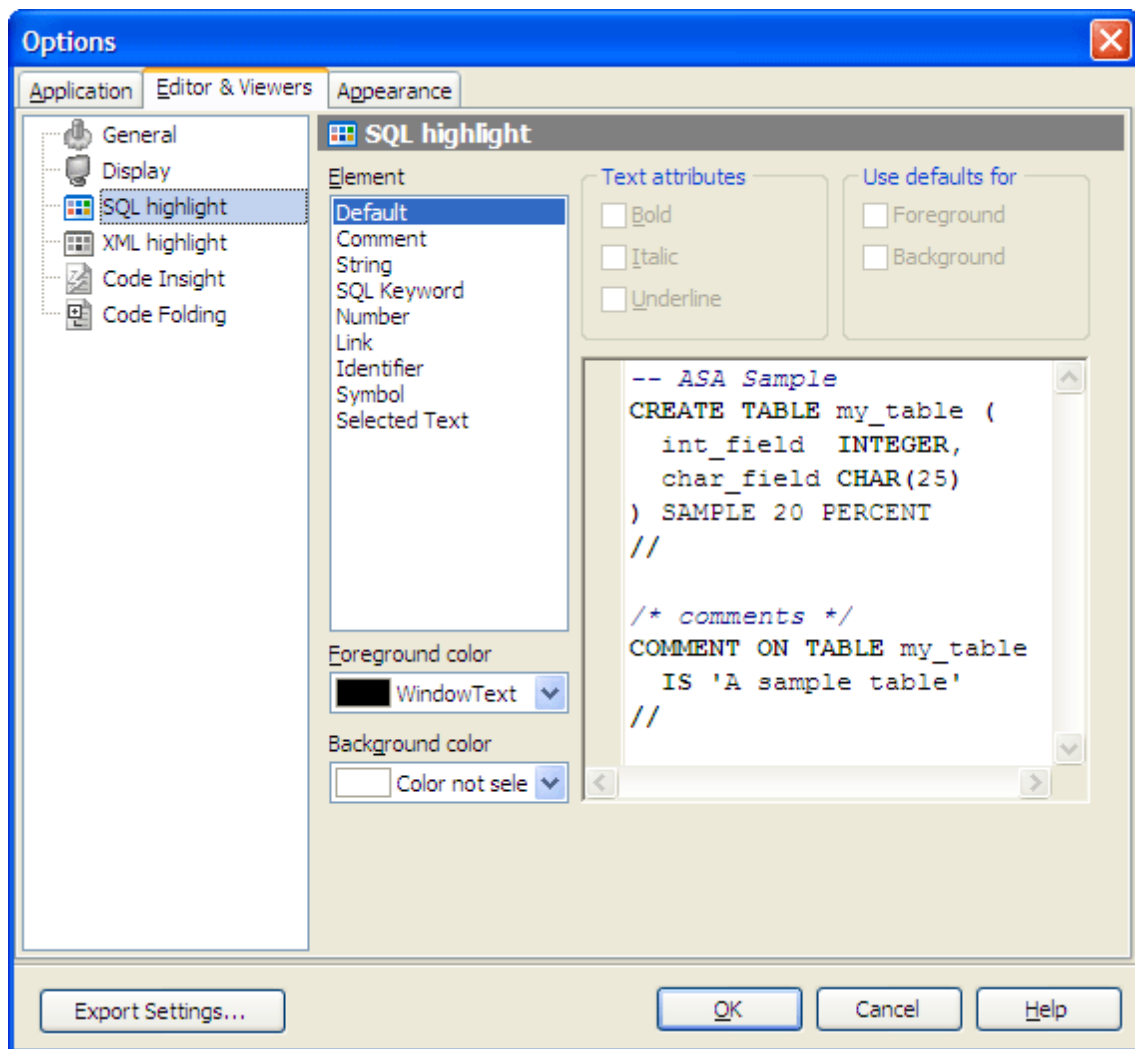 Options
Application
Editor & Viewers
Appearance
General
Display
SQL highlight
XML highlight
Code Insight
Code Folding
SQL highlight
Element
Default
Comment
String
SQL Keyword
Number
Link
Identifier
Symbol
Selected Text
Foreground color
WindowText
Background color
Color not sele
Text attributes
Bold
Italic
Underline
Use defaults for
Foreground
Background
-- ASA Sample
CREATE TABLE my_table (
  int_field  INTEGER,
  char_field CHAR(25)
) SAMPLE 20 PERCENT
//
/* comments */
COMMENT ON TABLE my_table
  IS 'A sample table'
//
Export Settings...
OK
Cancel
Help